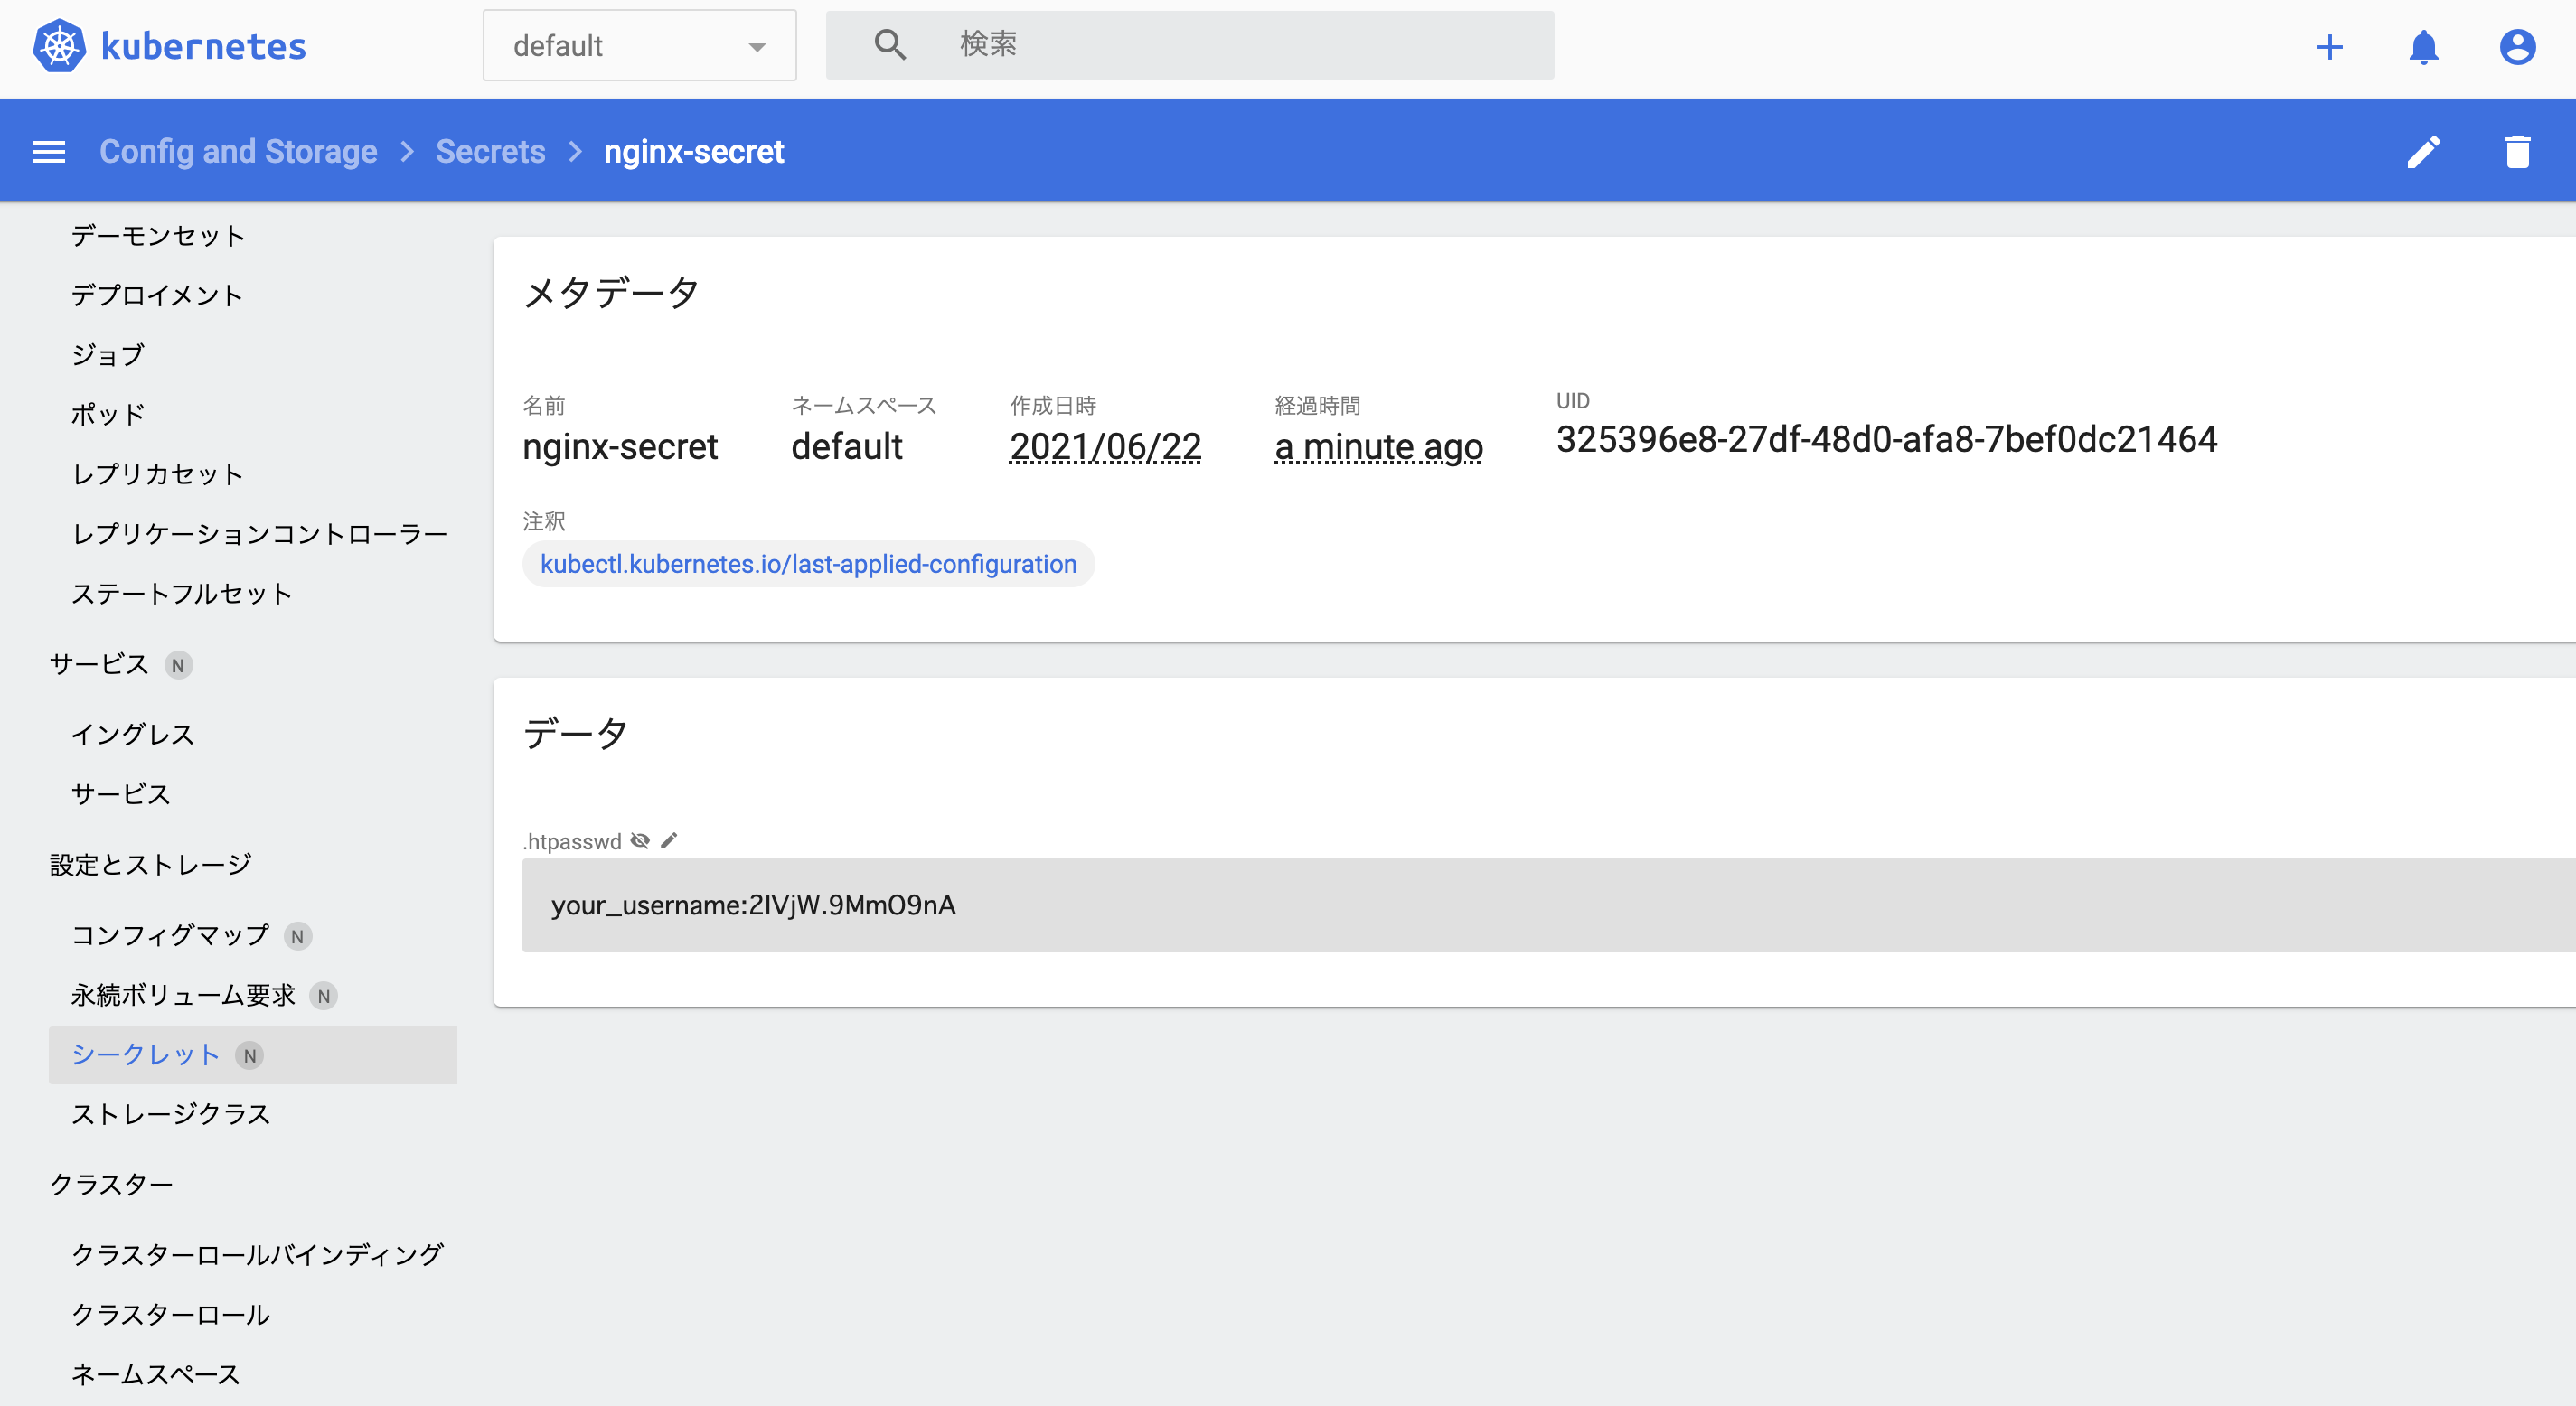 kubernetes
default
検索
Config and Storage > Secrets > nginx-secret
デーモンセット
デプロイメント
ジョブ
ポッド
レプリカセット
レプリケーションコントローラー
ステートフルセット
サービス N
イングレス
サービス
設定とストレージ
コンフィグマップ N
永続ボリューム要求 N
シークレット N
ストレージクラス
クラスター
クラスターロールバインディング
クラスターロール
ネームスペース
メタデータ
名前 ネームスペース 作成日時 経過時間 UID
nginx-secret default 2021/06/22 a minute ago 325396e8-27df-48d0-afa8-7bef0dc21464
注釈
kubectl.kubernetes.io/last-applied-configuration
データ
.htpasswd
your_username:2IVjW.9MmO9nA